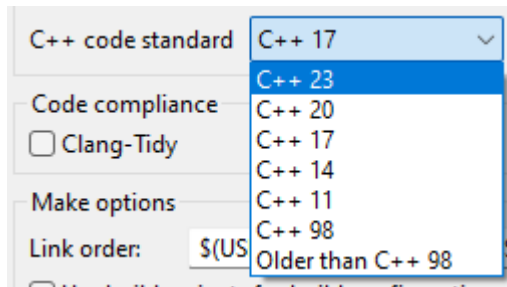 C++ code standard C++ 17
C++ 23
C++ 20
C++ 17
C++ 14
C++ 11
C++ 98
Older than C++ 98
Code compliance
Clang-Tidy
Make options
Link order: $(US